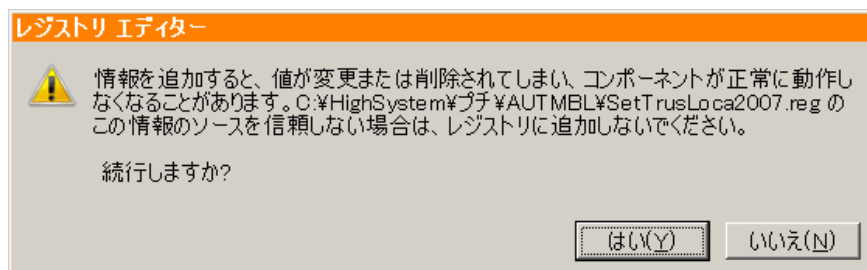 レジストリ エディター
情報を追加すると、値が変更または削除されてしまい、コンポーネントが正常に動作し
なくなることがあります。C:¥HighSystem¥プチ¥AUTMBL¥SetTrusLoca2007.reg の
この情報のソースを信頼しない場合は、レジストリに追加しないでください。
続行しますか?
はい(Y) いいえ(N)